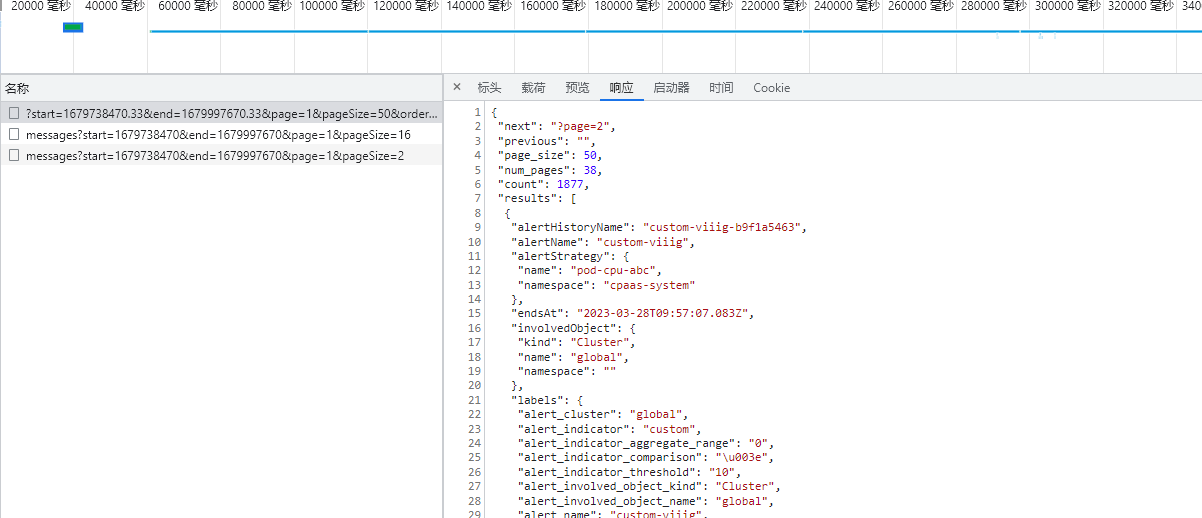 20000 毫秒 40000 毫秒 60000 毫秒 80000 毫秒 100000 毫秒 120000 毫秒 140000 毫秒 160000 毫秒 180000 毫秒 200000 毫秒 220000 毫秒 240000 毫秒 260000 毫秒 280000 毫秒 300000 毫秒 320000 毫秒 340
名称
?start=1679738470.33&end=1679997670.33&page=1&pageSize=50&order...
messages?start=1679738470&end=1679997670&page=1&pageSize=16
messages?start=1679738470&end=1679997670&page=1&pageSize=2
× 标头 载荷 预览 响应 启动器 时间 Cookie
1 {
2 "next": "?page=2",
3 "previous": "",
4 "page_size": 50,
5 "num_pages": 38,
6 "count": 1877,
7 "results": [
8 {
9 "alertHistoryName": "custom-viiig-b9f1a5463",
10 "alertName": "custom-viiig",
11 "alertStrategy": {
12 "name": "pod-cpu-abc",
13 "namespace": "cpaas-system"
14 },
15 "endsAt": "2023-03-28T09:57:07.083Z",
16 "involvedObject": {
17 "kind": "Cluster",
18 "name": "global",
19 "namespace": ""
20 },
21 "labels": {
22 "alert_cluster": "global",
23 "alert_indicator": "custom",
24 "alert_indicator_aggregate_range": "0",
25 "alert_indicator_comparison": "\u003e",
26 "alert_indicator_threshold": "10",
27 "alert_involved_object_kind": "Cluster",
28 "alert_involved_object_name": "global",
29 "alert_name": "custom-viiig",